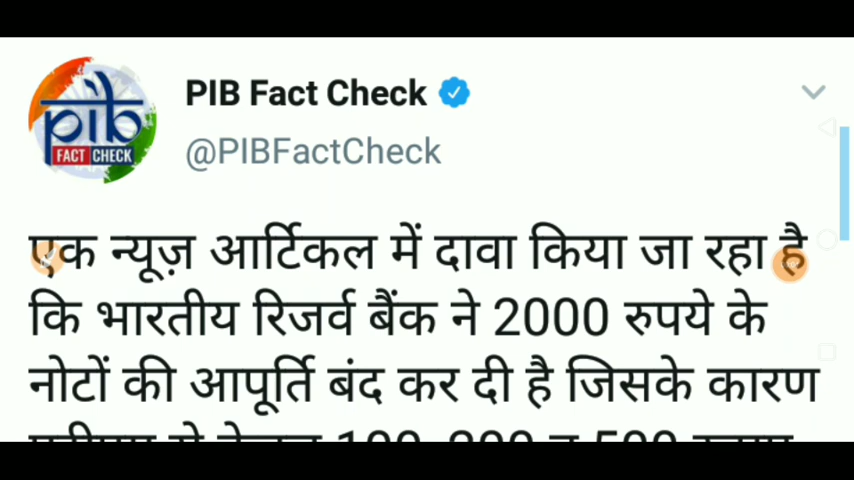 pib
FACT CHECK
PIB Fact Check
@PIBFactCheck
एक न्यूज़ आर्टिकल में दावा किया जा रहा है
कि भारतीय रिजर्व बैंक ने 2000 रुपये के
नोटों की आपूर्ति बंद कर दी है जिसके कारण